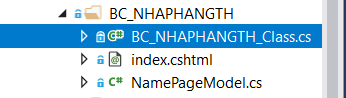 BC_NHAPHANGTH
BC_NHAPHANGTH_Class.cs
index.cshtml
NamePageModel.cs